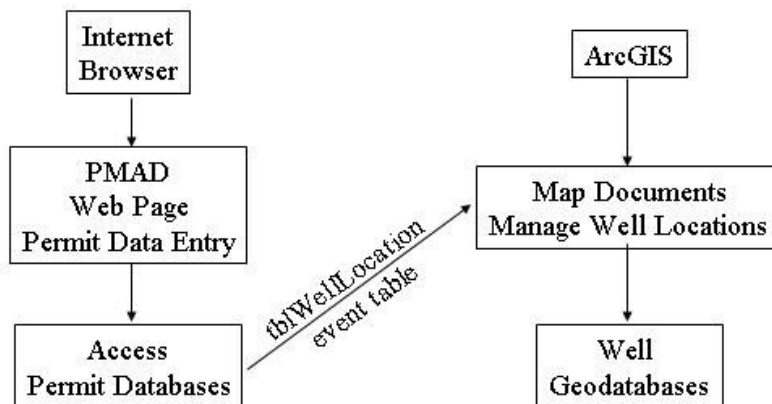 Internet
Browser
PMAD
Web Page
Permit Data Entry
Access
Permit Databases
tblWellLocation
event table
ArcGIS
Map Documents
Manage Well Locations
Well
Geodatabases